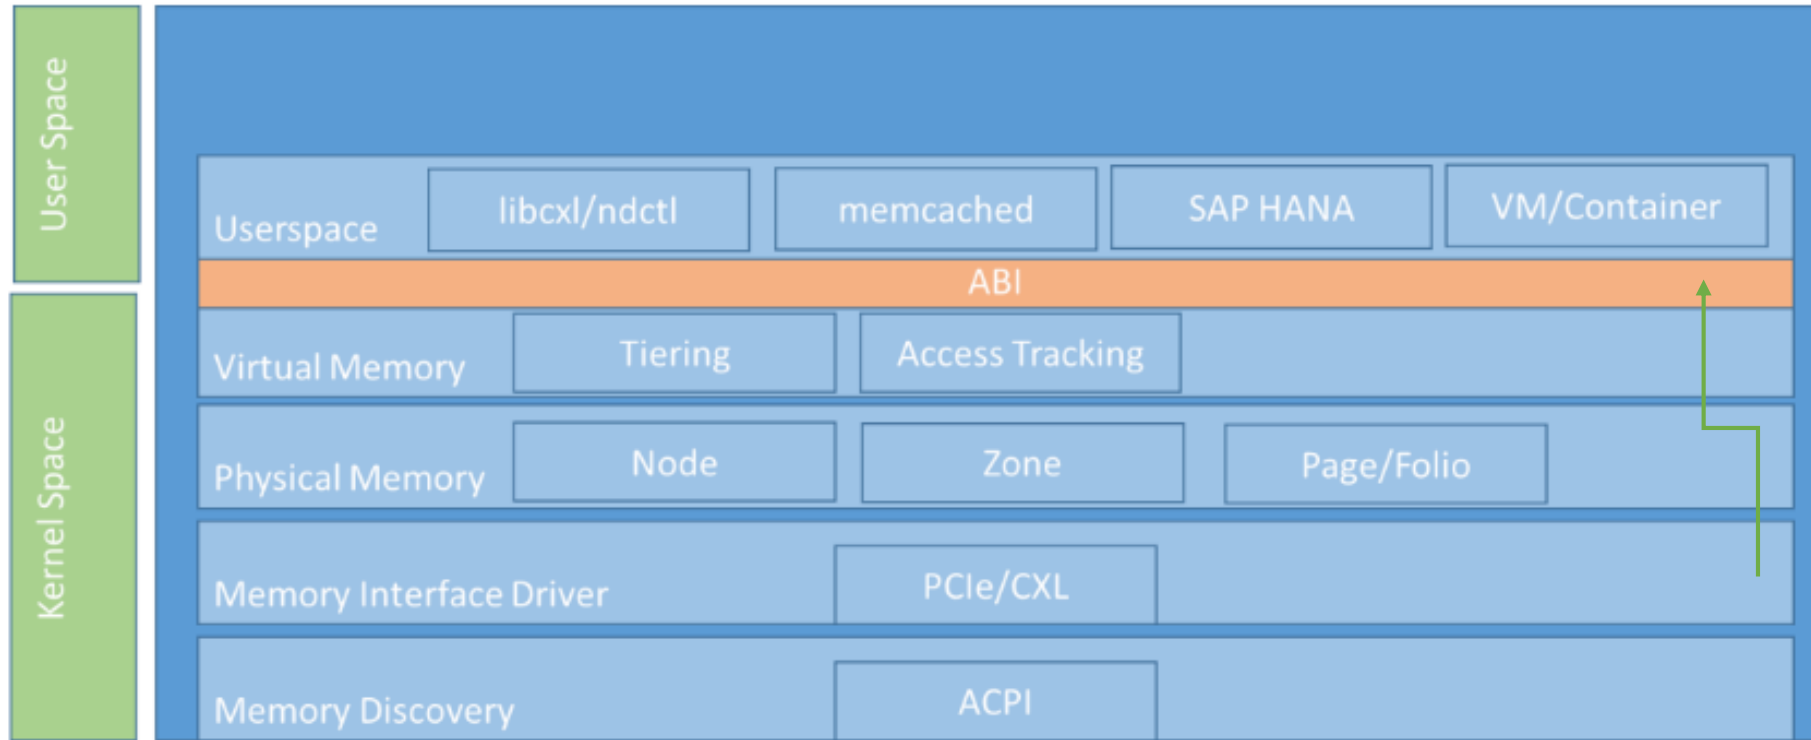 User Space
Userspace
libcxl/ndctl
memcached
SAP HANA
VM/Container
ABI
Kernel Space
Virtual Memory
Tiering
Access Tracking
Physical Memory
Node
Zone
Page/Folio
Memory Interface Driver
PCIe/CXL
Memory Discovery
ACPI